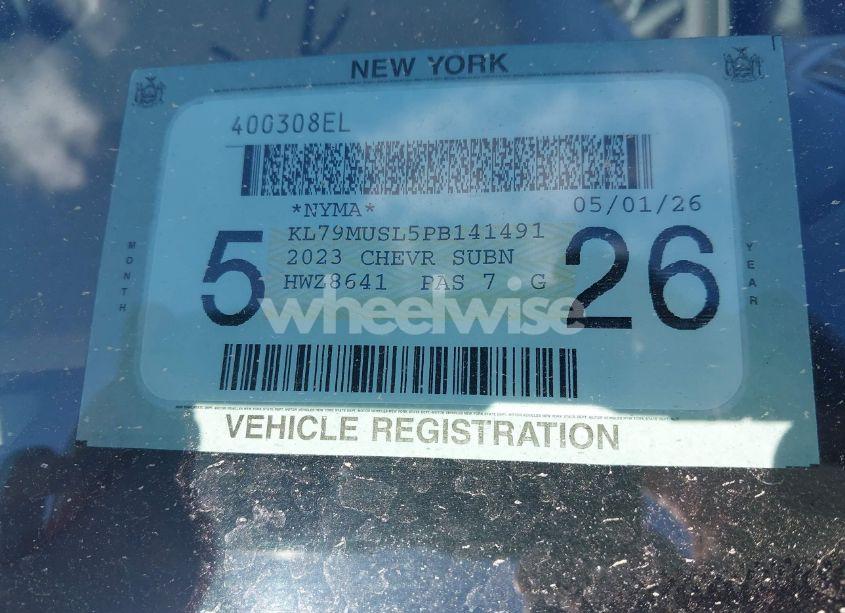 NEW YORK
400308EL
*NYMA* 05/01/26
KL79MUSL5PB141491
2023 CHEVR SUBN
HWZ8641 PAS 7 G
5 26
MONTH
YEAR
wheelwise
VEHICLE REGISTRATION